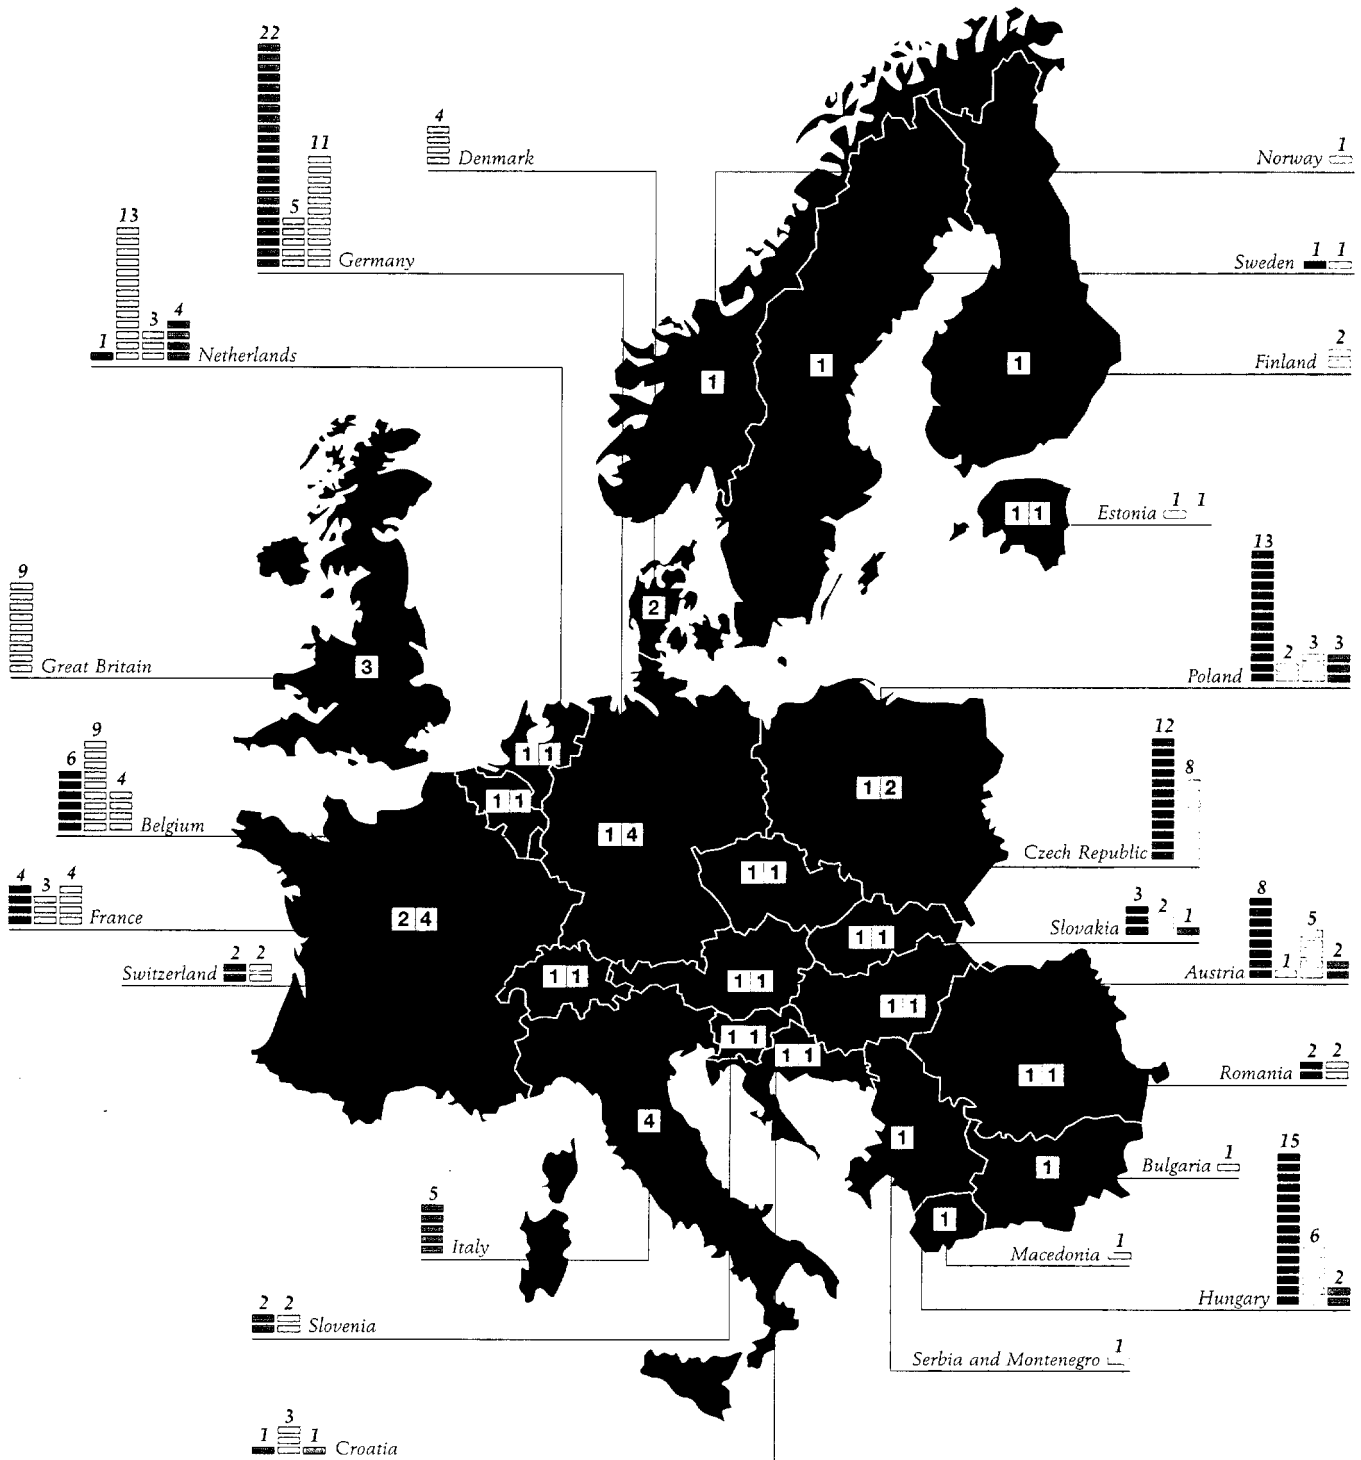 22
5
11
Germany
4
Denmark
1
Norway
13
1
3
4
Netherlands
1 1
Sweden
2
Finland
1
1
1
1 1
Estonia
1 1
9
Great Britain
3
2
13
2
3
3
Poland
6
9
4
Belgium
1 1
1 1
1 4
1 2
12
8
Czech Republic
1 1
4
3
4
France
2 4
3
2
1
Slovakia
1 1
8
1
5
2
Austria
1 1
2 2
Switzerland
1 1
1 1
1 1
1 1
2 2
Romania
1 1
4
1
1
1
Bulgaria
1
5
Italy
1
Macedonia
15
6
2
Hungary
2 2
Slovenia
1
Serbia and Montenegro
1
3
1
Croatia